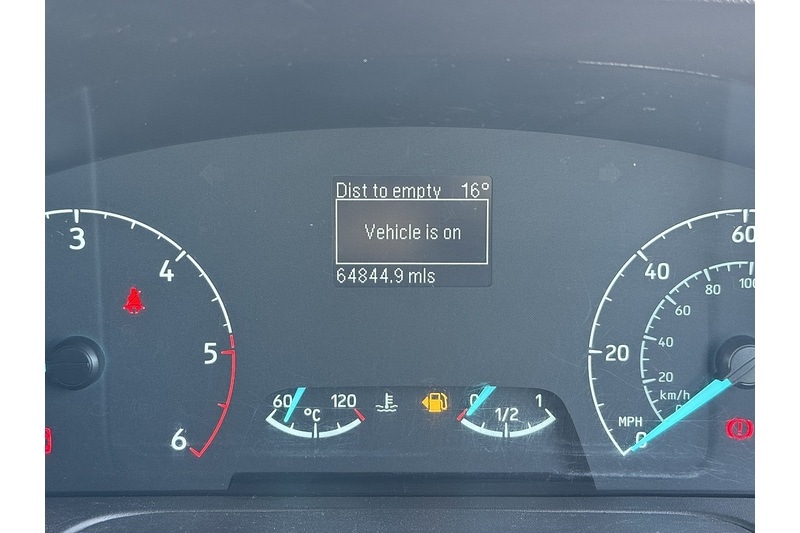 Dist to empty 16°
Vehicle is on
64844.9 mls
3
4
5
6
60 120
°C
0 1/2 1
0 20 40 60
MPH
0 20 40 60 80 100
km/h